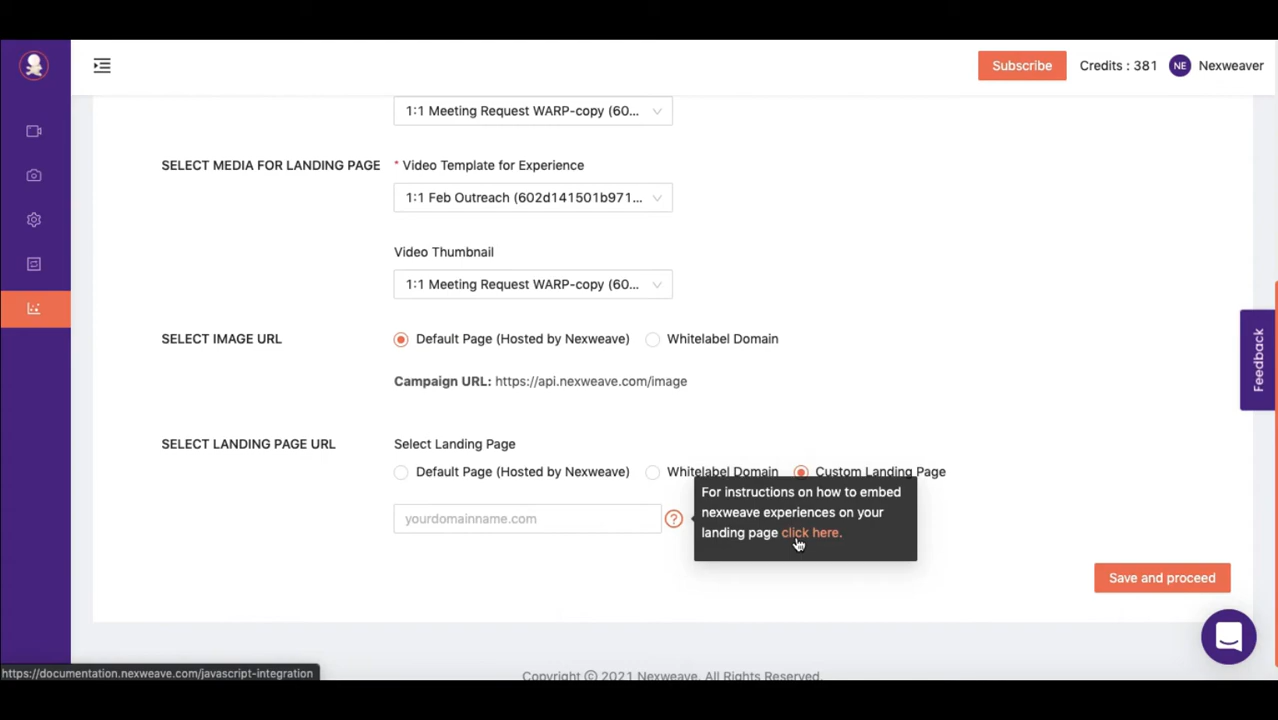 Subscribe
Credits : 381
NE
Nexweaver
1:1 Meeting Request WARP-copy (60...
SELECT MEDIA FOR LANDING PAGE
* Video Template for Experience
1:1 Feb Outreach (602d141501b971...
Video Thumbnail
1:1 Meeting Request WARP-copy (60...
SELECT IMAGE URL
Default Page (Hosted by Nexweave)
Whitelabel Domain
Campaign URL: https://api.nexweave.com/image
Feedback
SELECT LANDING PAGE URL
Select Landing Page
Default Page (Hosted by Nexweave)
Whitelabel Domain
Custom Landing Page
yourdomainname.com
?
For instructions on how to embed
nexweave experiences on your
landing page click here.
Save and proceed
https://documentation.nexweave.com/javascript-integration
Copyright © 2021 Nexweave. All Rights Reserved.